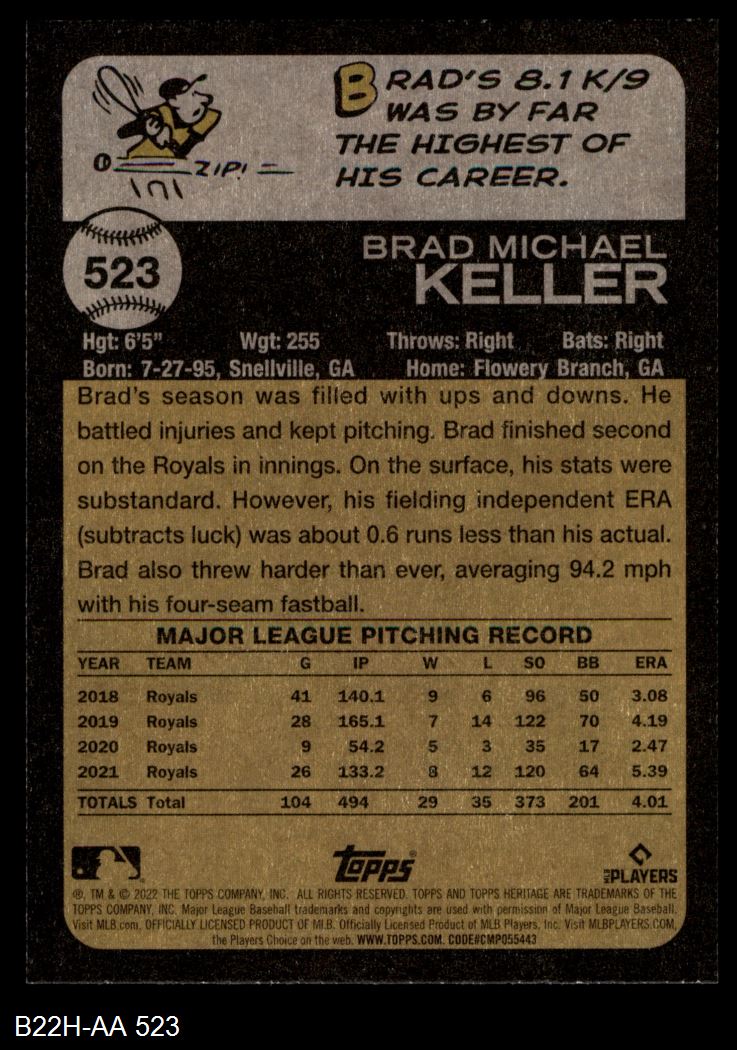 BRAD'S 8.1 K/9
WAS BY FAR
THE HIGHEST OF
HIS CAREER.
ZIP!
523
BRAD MICHAEL
KELLER
Hgt: 6'5" Wgt: 255 Throws: Right Bats: Right
Born: 7-27-95, Snellville, GA Home: Flowery Branch, GA
Brad's season was filled with ups and downs. He
battled injuries and kept pitching. Brad finished second
on the Royals in innings. On the surface, his stats were
substandard. However, his fielding independent ERA
(subtracts luck) was about 0.6 runs less than his actual.
Brad also threw harder than ever, averaging 94.2 mph
with his four-seam fastball.
MAJOR LEAGUE PITCHING RECORD
YEAR TEAM G IP W L SO BB ERA
2018 Royals 41 140.1 9 6 96 50 3.08
2019 Royals 28 165.1 7 14 122 70 4.19
2020 Royals 9 54.2 5 3 35 17 2.47
2021 Royals 26 133.2 8 12 120 64 5.39
TOTALS Total 104 494 29 35 373 201 4.01
Topps
MLB PLAYERS
®, TM & © 2022 THE TOPPS COMPANY, INC. ALL RIGHTS RESERVED. TOPPS AND TOPPS HERITAGE ARE TRADEMARKS OF THE
TOPPS COMPANY, INC. Major League Baseball trademarks and copyrights are used with permission of Major League Baseball.
Visit MLB.com. OFFICIALLY LICENSED PRODUCT OF MLB. Officially Licensed Product of MLB Players, Inc. Visit MLBPLAYERS.COM,
the Players Choice on the web. WWW.TOPPS.COM. CODE#CMP055443
B22H-AA 523